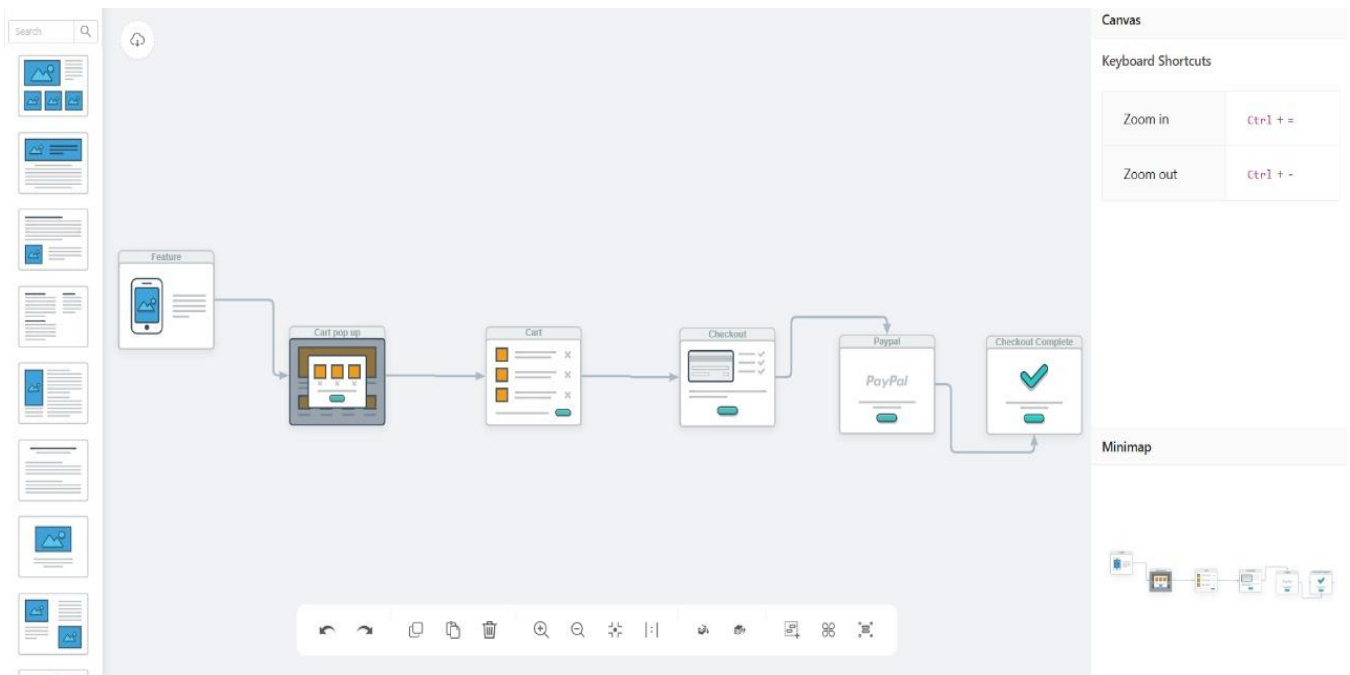 Search
Canvas
Keyboard Shortcuts
Zoom in
Ctrl + =
Zoom out
Ctrl + -
Feature
Cart pop up
Cart
Checkout
Paypal
PayPal
Checkout Complete
Minimap